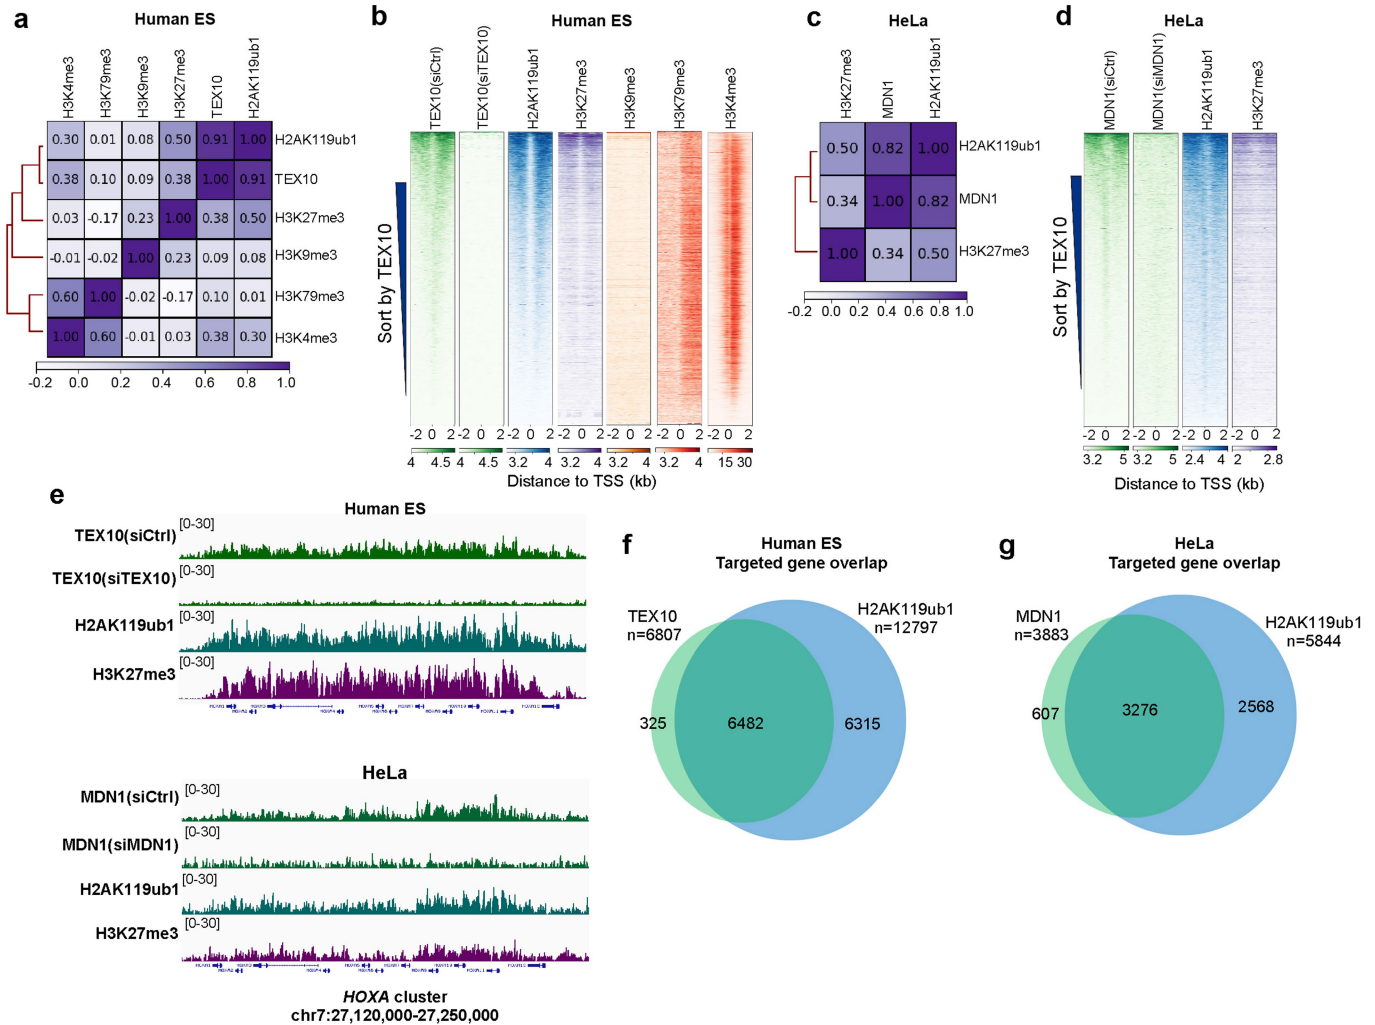 a
Human ES
H3K4me3 H3K79me3 H3K9me3 H3K27me3 TEX10 H2AK119ub1
0.30 0.01 0.08 0.50 0.91 1.00 H2AK119ub1
0.38 0.10 0.09 0.38 1.00 0.91 TEX10
0.03 -0.17 0.23 1.00 0.38 0.50 H3K27me3
-0.01 -0.02 1.00 0.23 0.09 0.08 H3K9me3
0.60 1.00 -0.02 -0.17 0.10 0.01 H3K79me3
1.00 0.60 -0.01 0.03 0.38 0.30 H3K4me3
-0.2 0.0 0.2 0.4 0.6 0.8 1.0
b
Human ES
TEX10(siCtrl) TEX10(siTEX10) H2AK119ub1 H3K27me3 H3K9me3 H3K79me3 H3K4me3
Sort by TEX10
-2 0 2 -2 0 2 -2 0 2 -2 0 2 -2 0 2 -2 0 2 -2 0 2
4 4.5 4 4.5 3.2 4 3.2 4 3.2 4 3.2 4 15 30
Distance to TSS (kb)
c
HeLa
H3K27me3 MDN1 H2AK119ub1
0.50 0.82 1.00 H2AK119ub1
0.34 1.00 0.82 MDN1
1.00 0.34 0.50 H3K27me3
-0.2 0.0 0.2 0.4 0.6 0.8 1.0
d
HeLa
MDN1(siCtrl) MDN1(siMDN1) H2AK119ub1 H3K27me3
Sort by TEX10
-2 0 2 -2 0 2 -2 0 2 -2 0 2
3.2 5 3.2 5 2.4 4 2 2.8
Distance to TSS (kb)
e
Human ES
TEX10(siCtrl) [0-30]
TEX10(siTEX10) [0-30]
H2AK119ub1 [0-30]
H3K27me3 [0-30]
HeLa
MDN1(siCtrl) [0-30]
MDN1(siMDN1) [0-30]
H2AK119ub1 [0-30]
H3K27me3 [0-30]
HOXA cluster
chr7:27,120,000-27,250,000
f
Human ES
Targeted gene overlap
TEX10
n=6807
H2AK119ub1
n=12797
325 6482 6315
g
HeLa
Targeted gene overlap
MDN1
n=3883
H2AK119ub1
n=5844
607 3276 2568